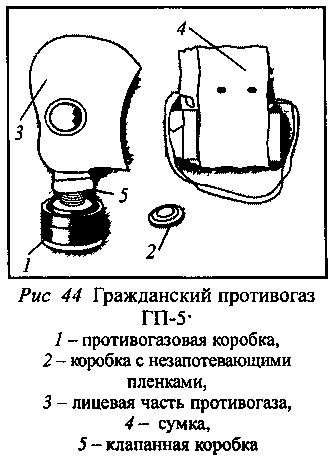 4
3
5
1
2
Рис 44 Гражданский противогаз
ГП-5·
1 – противогазовая коробка,
2 – коробка с незапотевающими
пленками,
3 – лицевая часть противогаза,
4 – сумка,
5 – клапанная коробка